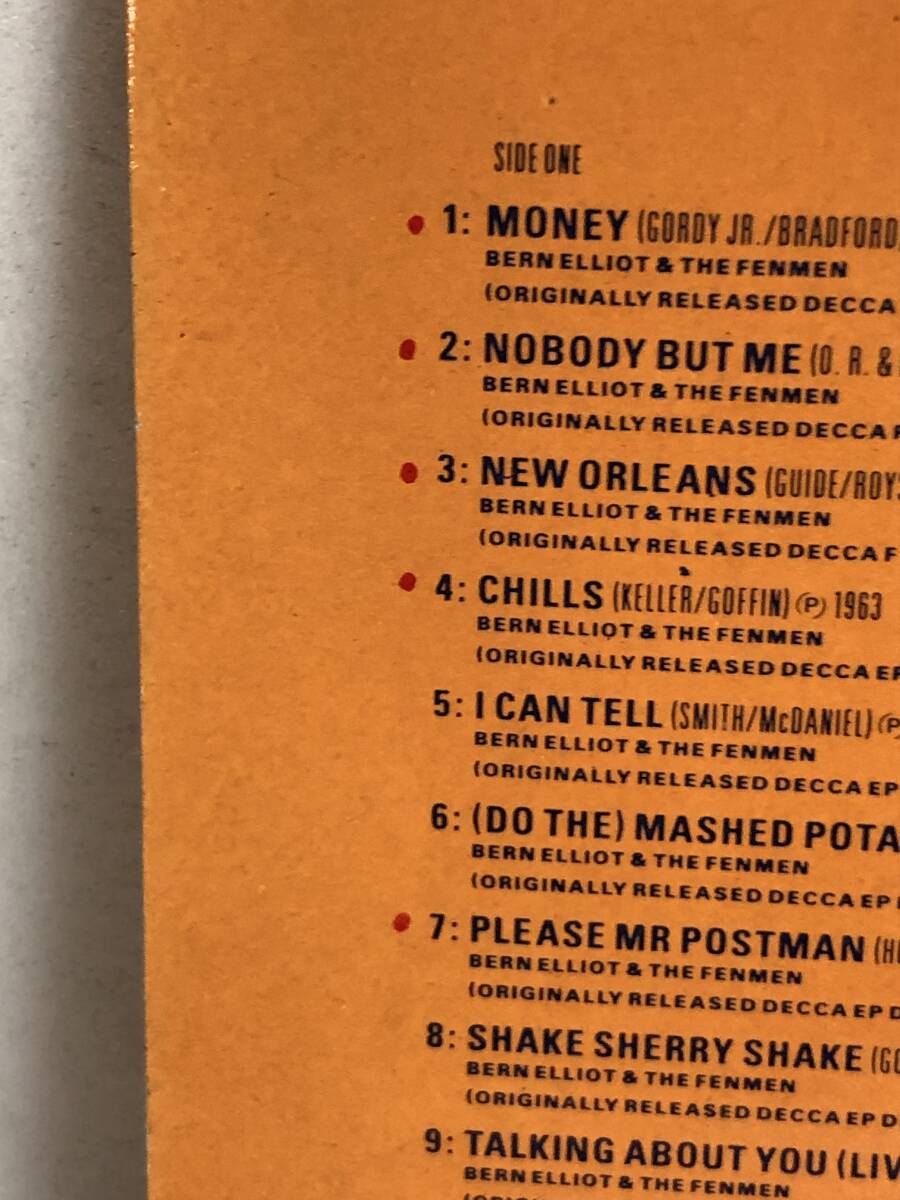 SIDE ONE
1: MONEY (GORDY JR./BRADFORD)
BERN ELLIOT & THE FENMEN
(ORIGINALLY RELEASED DECCA
2: NOBODY BUT ME (O. R. &
BERN ELLIOT & THE FENMEN
(ORIGINALLY RELEASED DECCA F
3: NEW ORLEANS (GUIDE/ROYS
BERN ELLIOT & THE FENMEN
(ORIGINALLY RELEASED DECCA F
4: CHILLS (KELLER/GOFFIN) ℗ 1963
BERN ELLIOT & THE FENMEN
(ORIGINALLY RELEASED DECCA EP
5: I CAN TELL (SMITH/McDANIEL) ℗
BERN ELLIOT & THE FENMEN
(ORIGINALLY RELEASED DECCA EP
6: (DO THE) MASHED POTA
BERN ELLIOT & THE FENMEN
(ORIGINALLY RELEASED DECCA EP
7: PLEASE MR POSTMAN (H
BERN ELLIOT & THE FENMEN
(ORIGINALLY RELEASED DECCA EP D
8: SHAKE SHERRY SHAKE (GO
BERN ELLIOT & THE FENMEN
(ORIGINALLY RELEASED DECCA EP D
9: TALKING ABOUT YOU (LIV
BERN ELLIOT & THE FENMEN